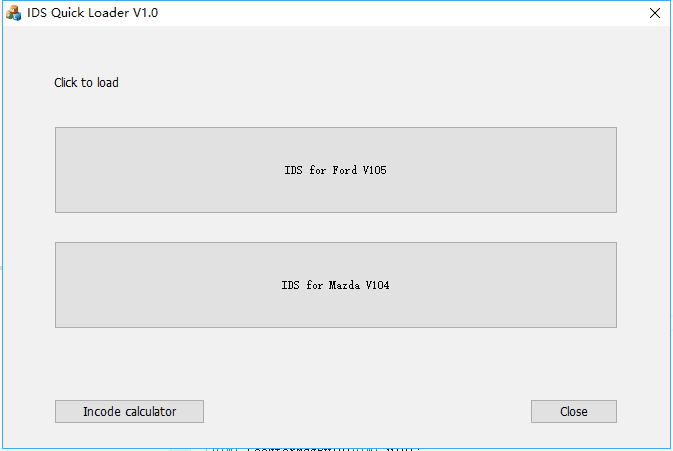 IDS Quick Loader V1.0
Click to load
IDS for Ford V105
IDS for Mazda V104
Incode calculator
Close